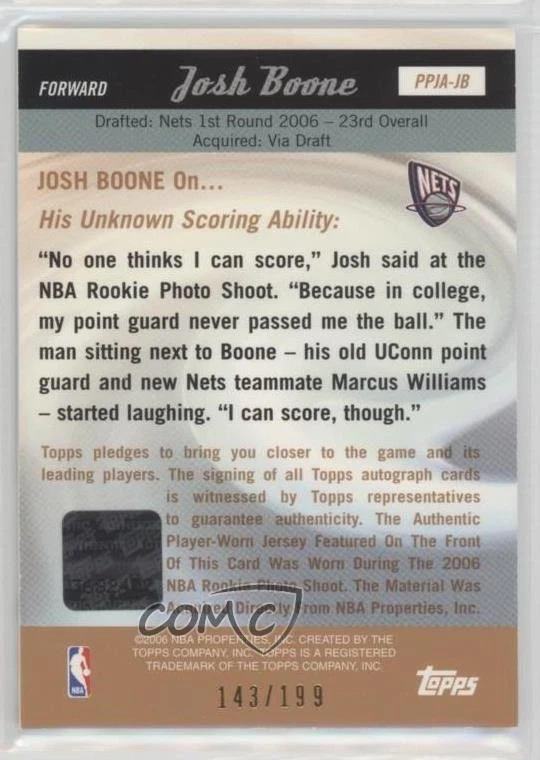 FORWARD
Josh Boone
PPJA-JB
Drafted: Nets 1st Round 2006 – 23rd Overall
Acquired: Via Draft
JOSH BOONE On...
NETS
His Unknown Scoring Ability:
“No one thinks I can score,” Josh said at the
NBA Rookie Photo Shoot. “Because in college,
my point guard never passed me the ball.” The
man sitting next to Boone – his old UConn point
guard and new Nets teammate Marcus Williams
– started laughing. “I can score, though.”
Topps pledges to bring you closer to the game and its
leading players. The signing of all Topps autograph cards
is witnessed by Topps representatives
to guarantee authenticity. The Authentic
Player-Worn Jersey Featured On The Front
Of This Card Was Worn During The 2006
NBA Rookie Photo Shoot. The Material Was
Acquired Directly From NBA Properties, Inc.
COMC
©2006 NBA PROPERTIES, INC. CREATED BY THE
TOPPS COMPANY, INC. TOPPS IS A REGISTERED
TRADEMARK OF THE TOPPS COMPANY, INC.
NBA
topps
143/199